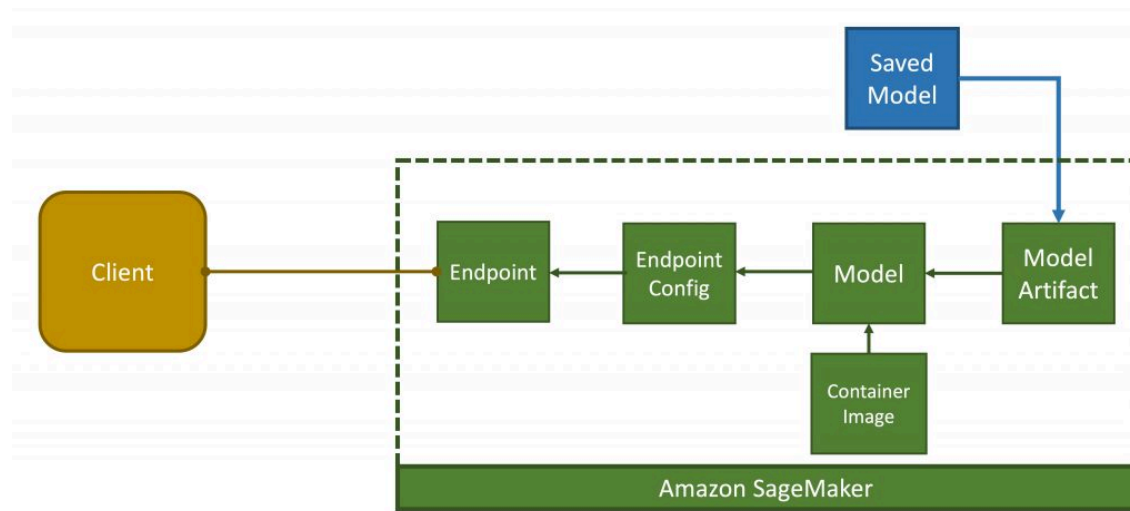 Saved
Model
Client
Endpoint
Endpoint
Config
Model
Model
Artifact
Container
Image
Amazon SageMaker